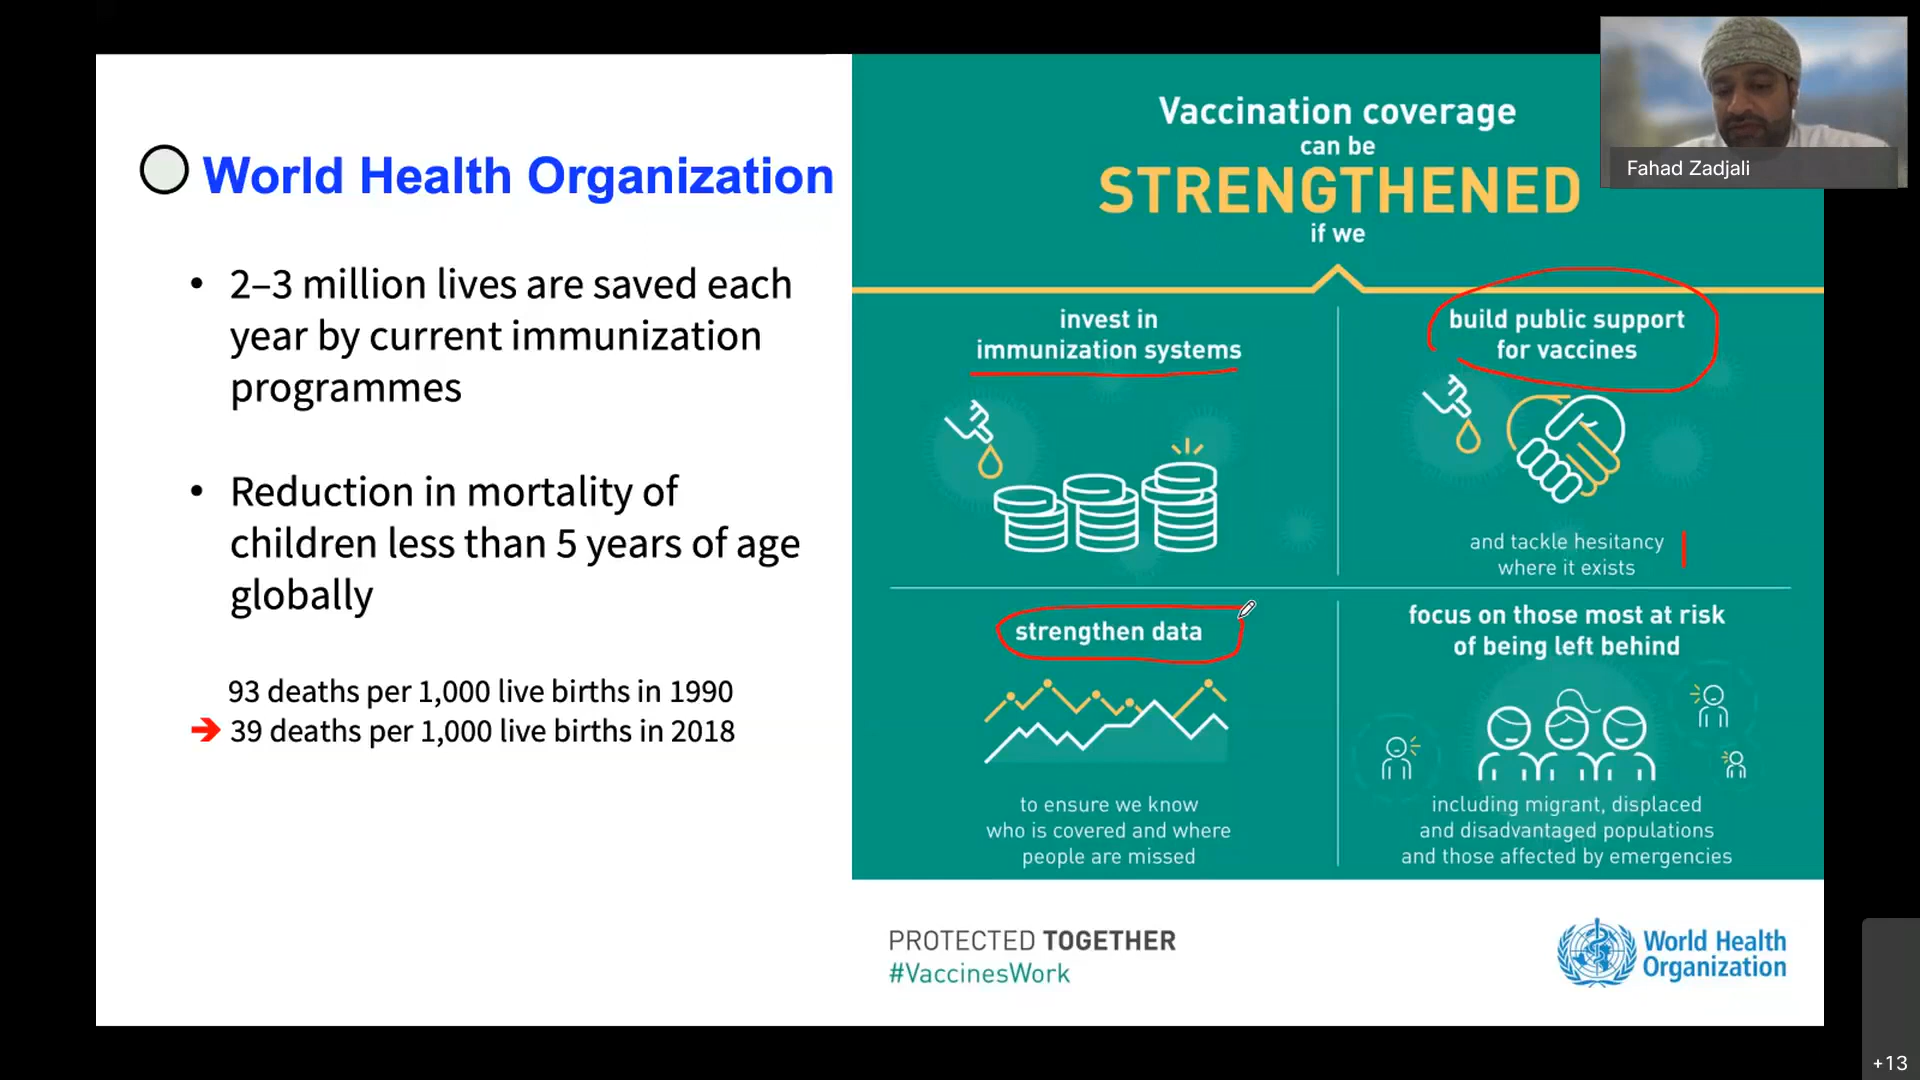 World Health Organization
• 2–3 million lives are saved each
year by current immunization
programmes
• Reduction in mortality of
children less than 5 years of age
globally
93 deaths per 1,000 live births in 1990
39 deaths per 1,000 live births in 2018
Vaccination coverage
can be
STRENGTHENED
if we
invest in
immunization systems
build public support
for vaccines
and tackle hesitancy
where it exists
strengthen data
to ensure we know
who is covered and where
people are missed
focus on those most at risk
of being left behind
including migrant, displaced
and disadvantaged populations
and those affected by emergencies
PROTECTED TOGETHER
#VaccinesWork
World Health
Organization
Fahad Zadjali
+13